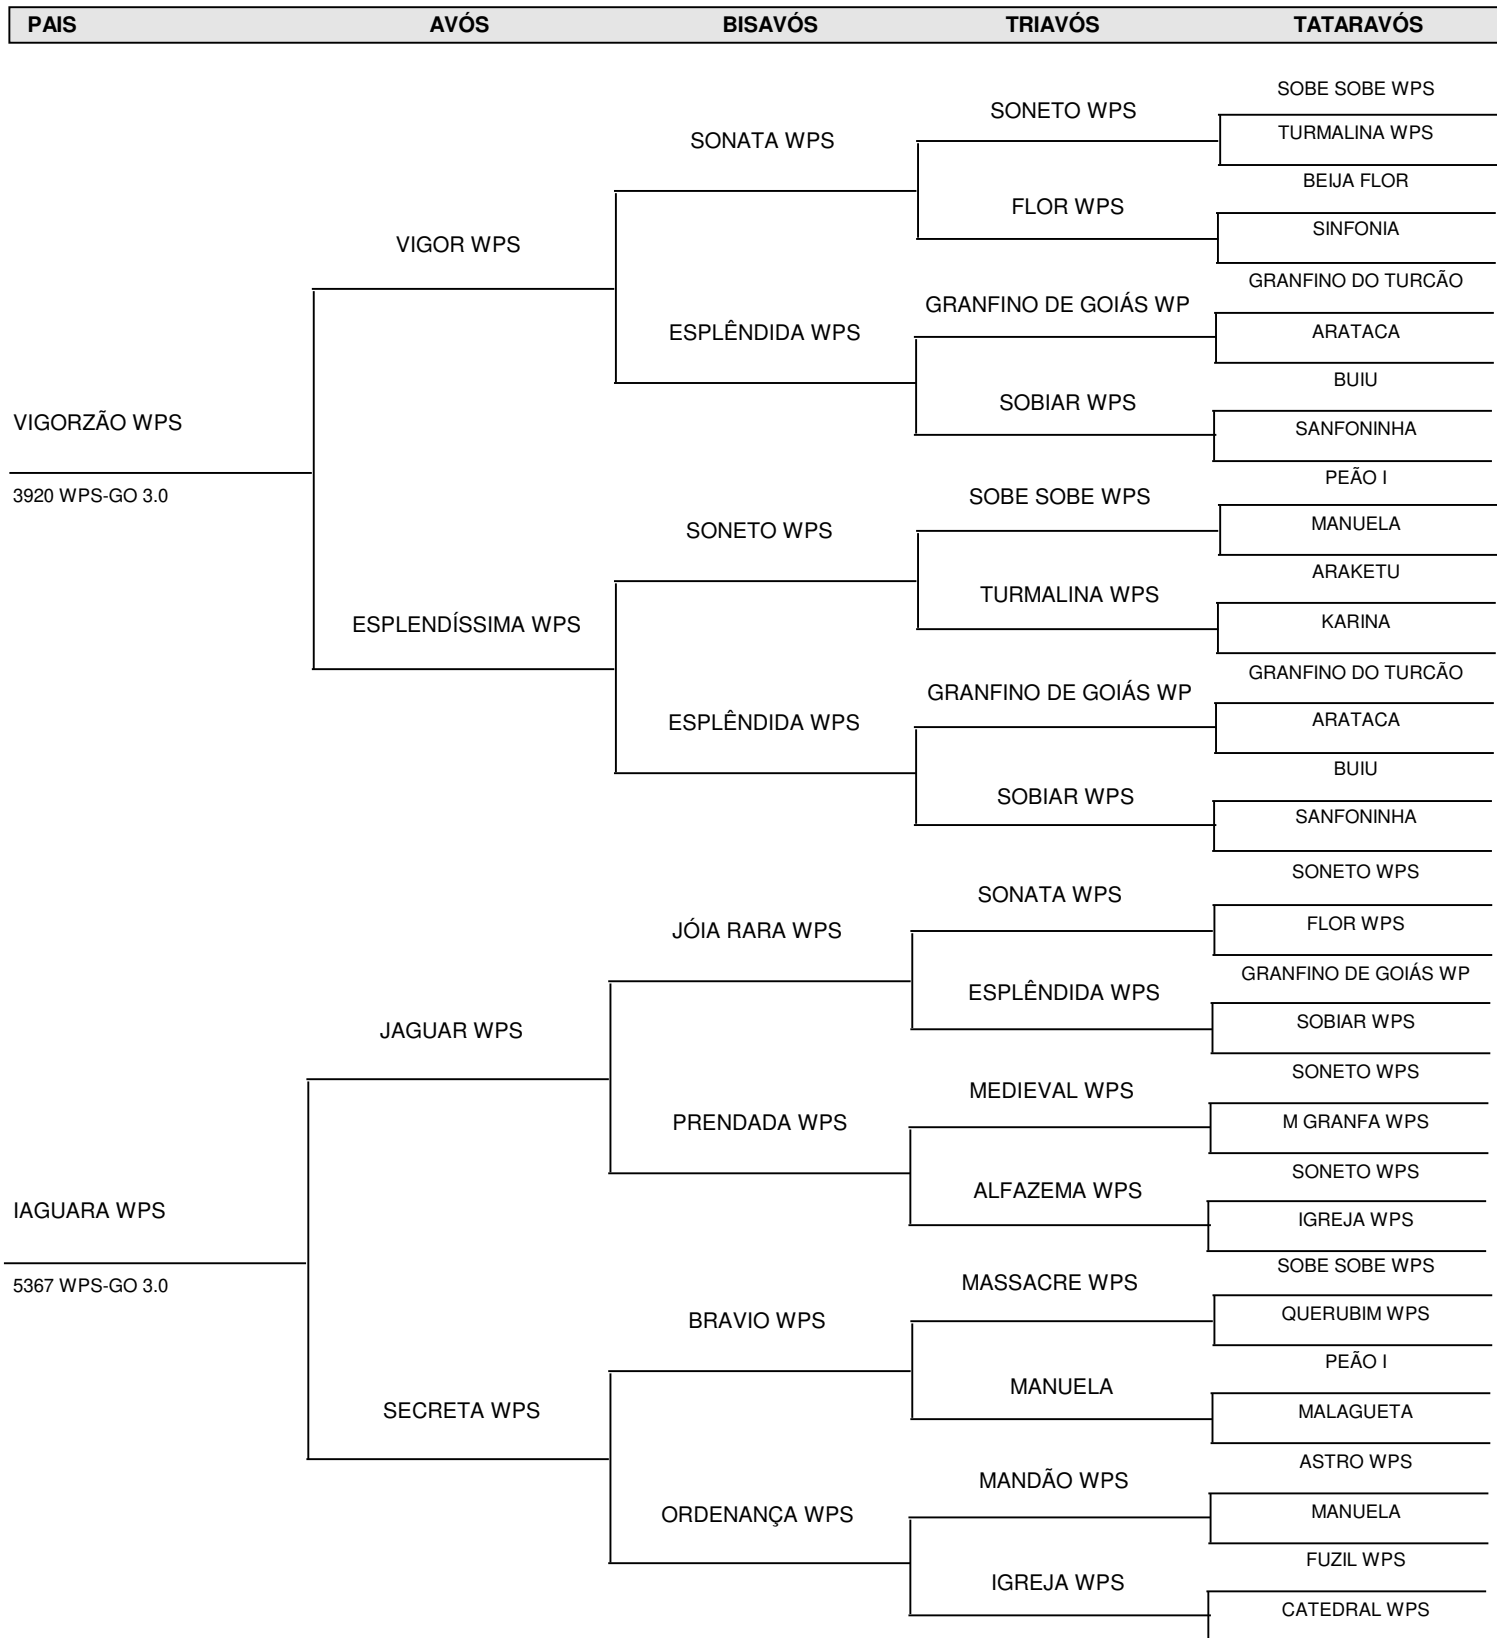 PAIS AVÓS BISAVÓS TRIAVÓS TATARAVÓS
SOBE SOBE WPS
SONETO WPS
TURMALINA WPS
SONATA WPS
BEIJA FLOR
FLOR WPS
SINFONIA
VIGOR WPS
GRANFINO DO TURCÃO
GRANFINO DE GOIÁS WP
ARATACA
ESPLÊNDIDA WPS
BUIU
SOBIAR WPS
VIGORZÃO WPS
SANFONINHA
PEÃO I
3920 WPS-GO 3.0
SOBE SOBE WPS
MANUELA
SONETO WPS
ARAKETU
TURMALINA WPS
KARINA
ESPLENDÍSSIMA WPS
GRANFINO DO TURCÃO
GRANFINO DE GOIÁS WP
ARATACA
ESPLÊNDIDA WPS
BUIU
SOBIAR WPS
SANFONINHA
SONETO WPS
SONATA WPS
FLOR WPS
JÓIA RARA WPS
GRANFINO DE GOIÁS WP
ESPLÊNDIDA WPS
SOBIAR WPS
JAGUAR WPS
SONETO WPS
MEDIEVAL WPS
M GRANFA WPS
PRENDADA WPS
SONETO WPS
ALFAZEMA WPS
IAGUARA WPS
IGREJA WPS
SOBE SOBE WPS
MASSACRE WPS
5367 WPS-GO 3.0
QUERUBIM WPS
BRAVIO WPS
PEÃO I
MANUELA
SECRETA WPS
MALAGUETA
ASTRO WPS
MANDÃO WPS
MANUELA
ORDENANÇA WPS
FUZIL WPS
IGREJA WPS
CATEDRAL WPS